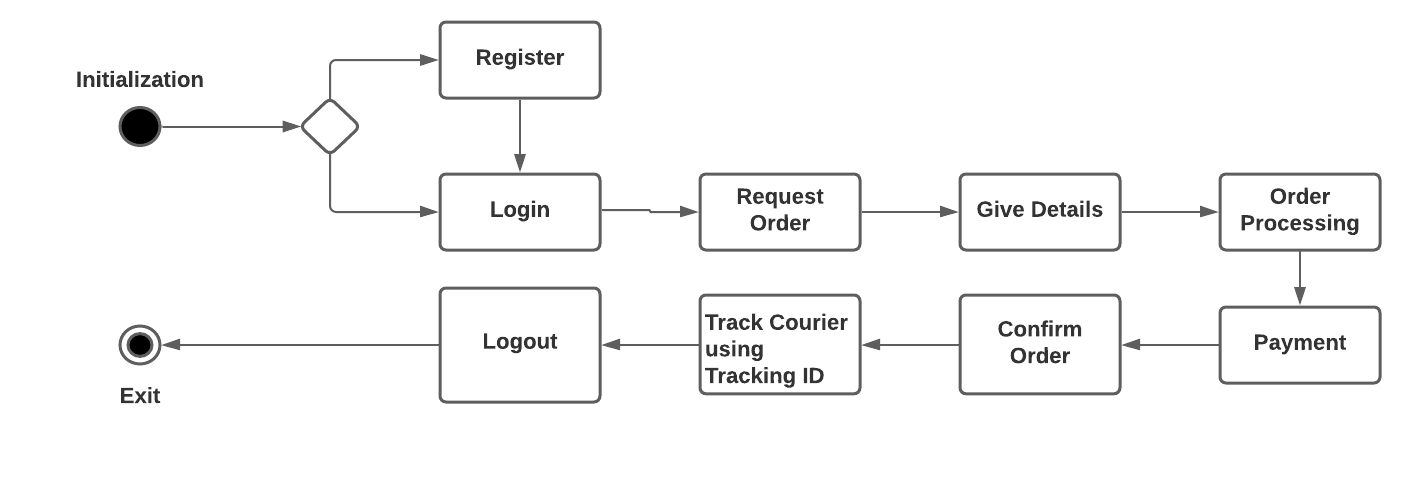 Register
Initialization
Login
Request
Order
Give Details
Order
Processing
Logout
Track Courier
using
Tracking ID
Confirm
Order
Payment
Exit